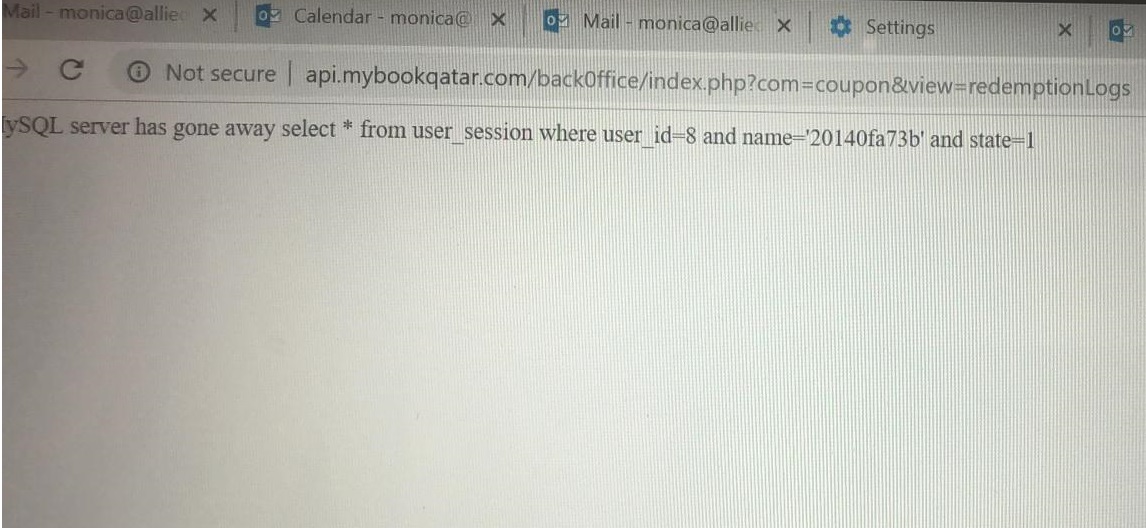 Mail - monica@allie Calendar - monica@ Mail - monica@allie Settings
Not secure | api.mybookqatar.com/backOffice/index.php?com=coupon&view=redemptionLogs
ySQL server has gone away select * from user_session where user_id=8 and name='20140fa73b' and state=1